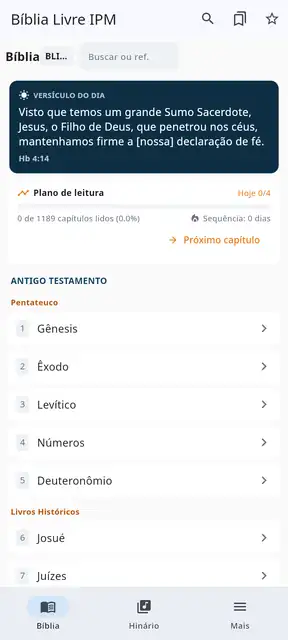 Bíblia Livre IPM
Bíblia BLI... Buscar ou ref.
VERSÍCULO DO DIA
Visto que temos um grande Sumo Sacerdote,
Jesus, o Filho de Deus, que penetrou nos céus,
mantenhamos firme a [nossa] declaração de fé.
Hb 4:14
Plano de leitura Hoje 0/4
0 de 1189 capítulos lidos (0.0%) Sequência: 0 dias
Próximo capítulo
ANTIGO TESTAMENTO
Pentateuco
1 Gênesis
2 Êxodo
3 Levítico
4 Números
5 Deuteronômio
Livros Históricos
6 Josué
7 Juízes
Bíblia Hinário Mais